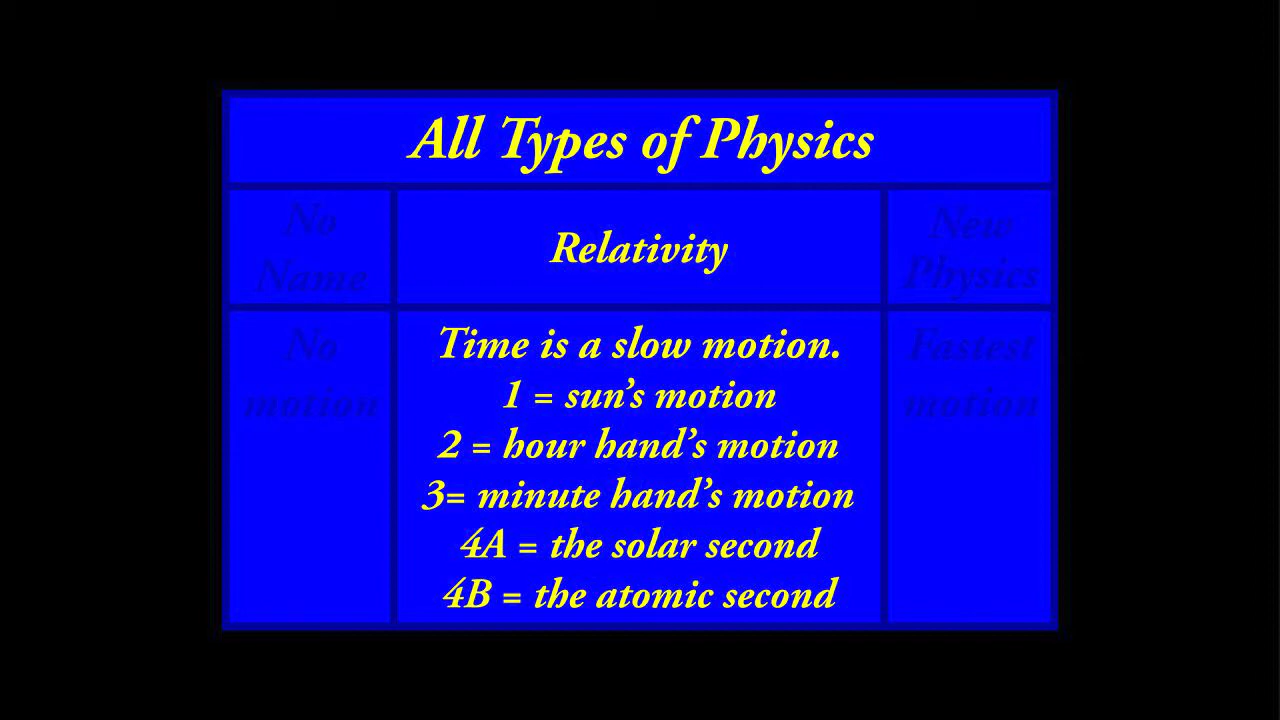 All Types of Physics
No
Name
Relativity
New
Physics
No
motion
Time is a slow motion.
1 = sun's motion
2 = hour hand's motion
3= minute hand's motion
4A = the solar second
4B = the atomic second
Fastest
motion